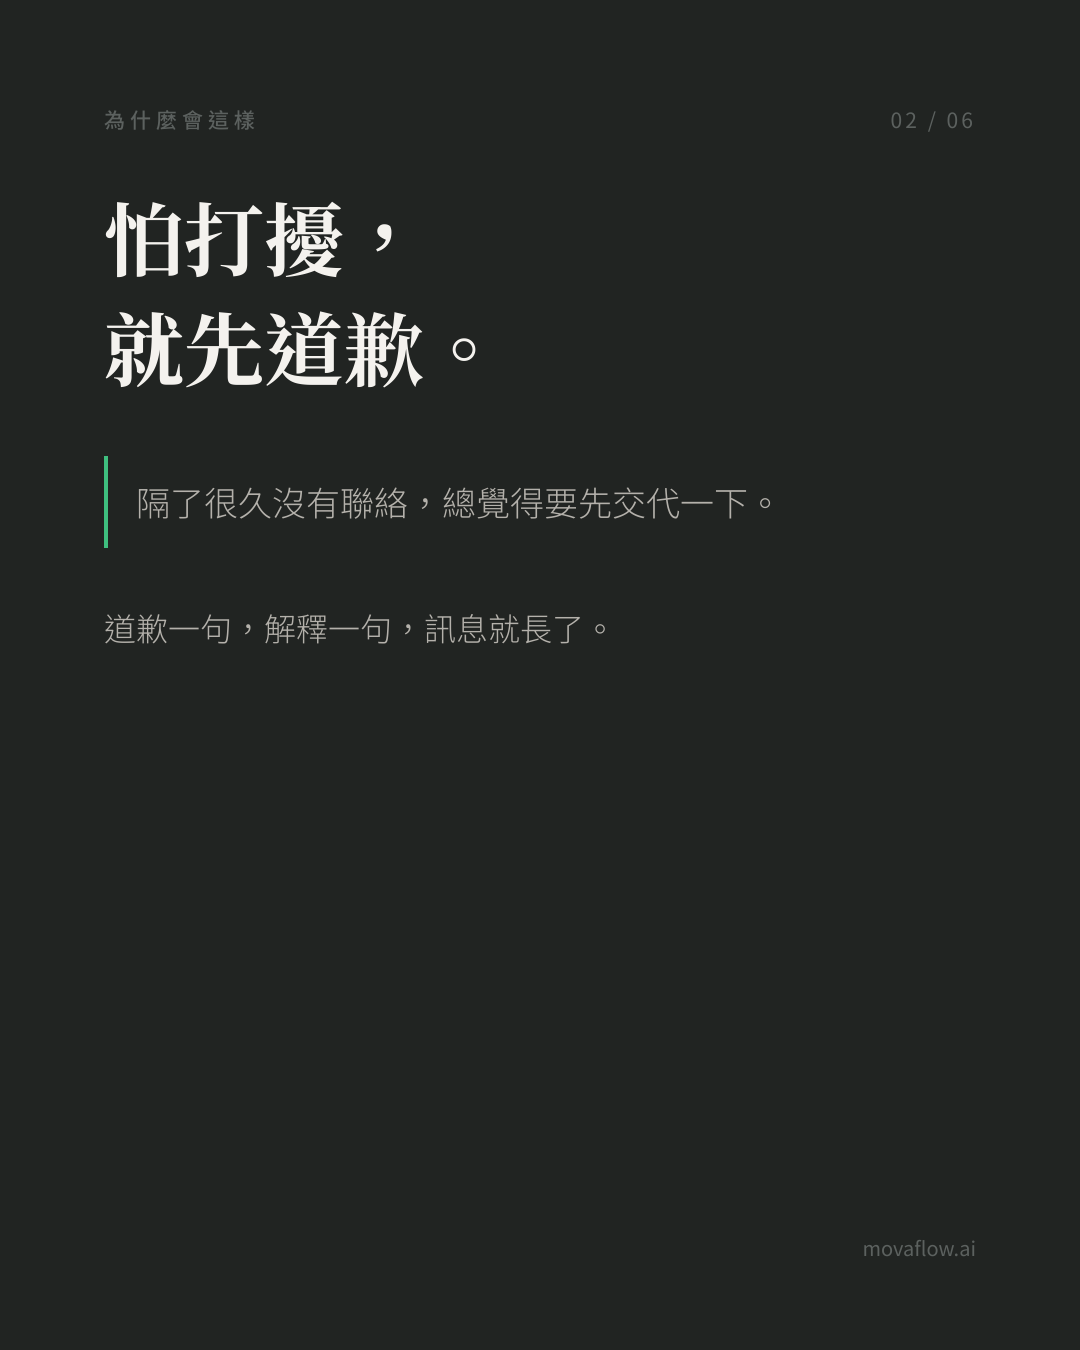 為什麼會這樣
02 / 06
怕打擾，
就先道歉。
隔了很久沒有聯絡，總覺得要先交代一下。
道歉一句，解釋一句，訊息就長了。
movaflow.ai